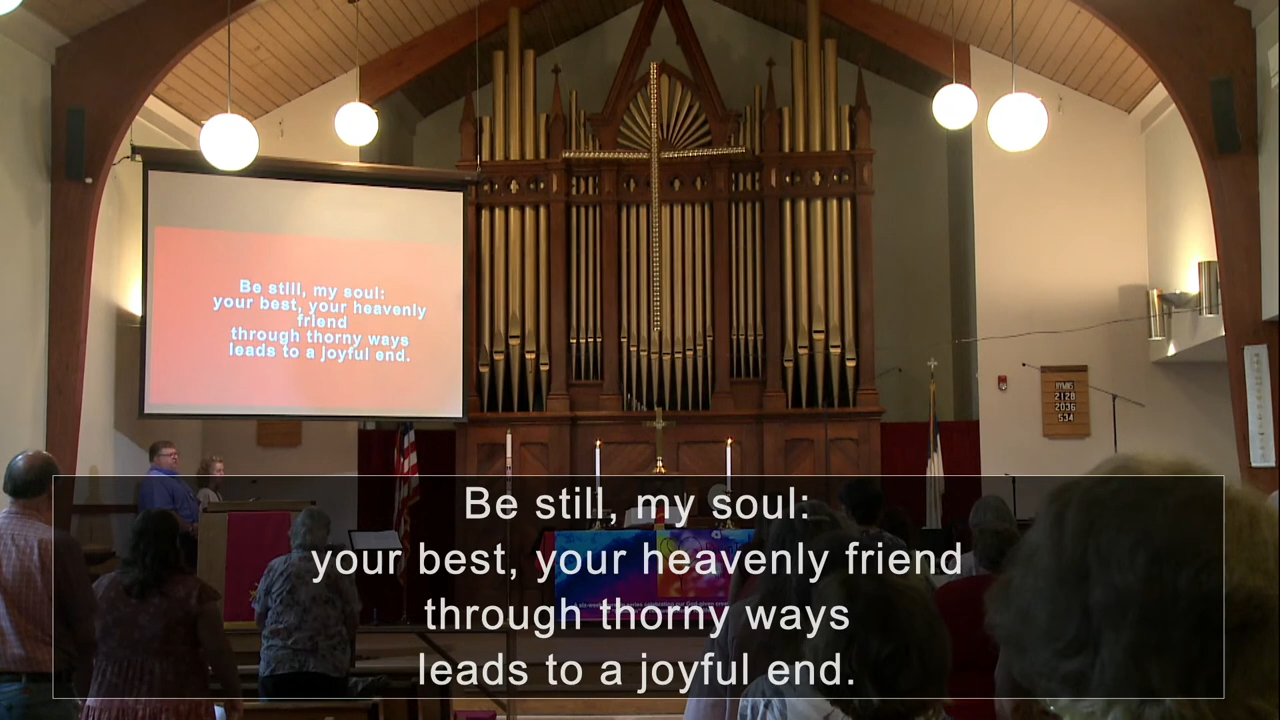 Be still, my soul:
your best, your heavenly
friend
through thorny ways
leads to a joyful end.
HYMNS
2128
2036
534
Be still, my soul:
your best, your heavenly friend
through thorny ways
leads to a joyful end.